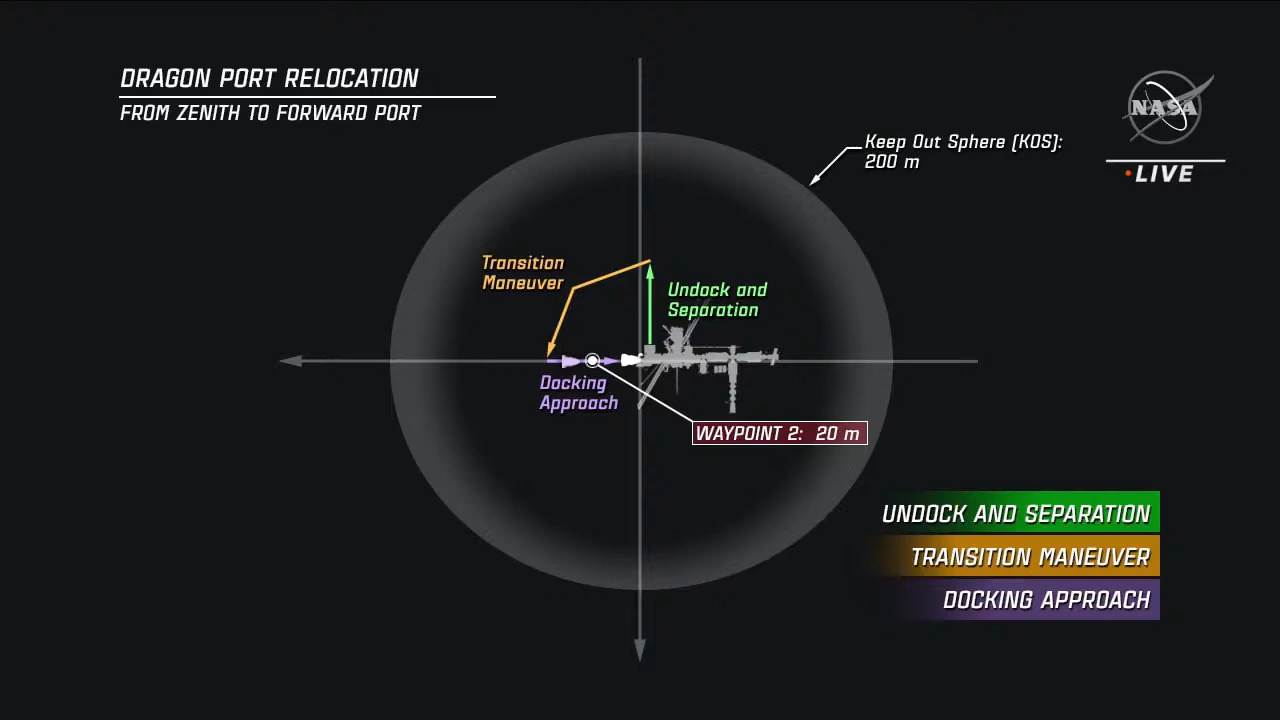 DRAGON PORT RELOCATION
FROM ZENITH TO FORWARD PORT
NASA
LIVE
Keep Out Sphere (KOS):
200 m
Transition
Maneuver
Undock and
Separation
Docking
Approach
WAYPOINT 2: 20 m
UNDOCK AND SEPARATION
TRANSITION MANEUVER
DOCKING APPROACH